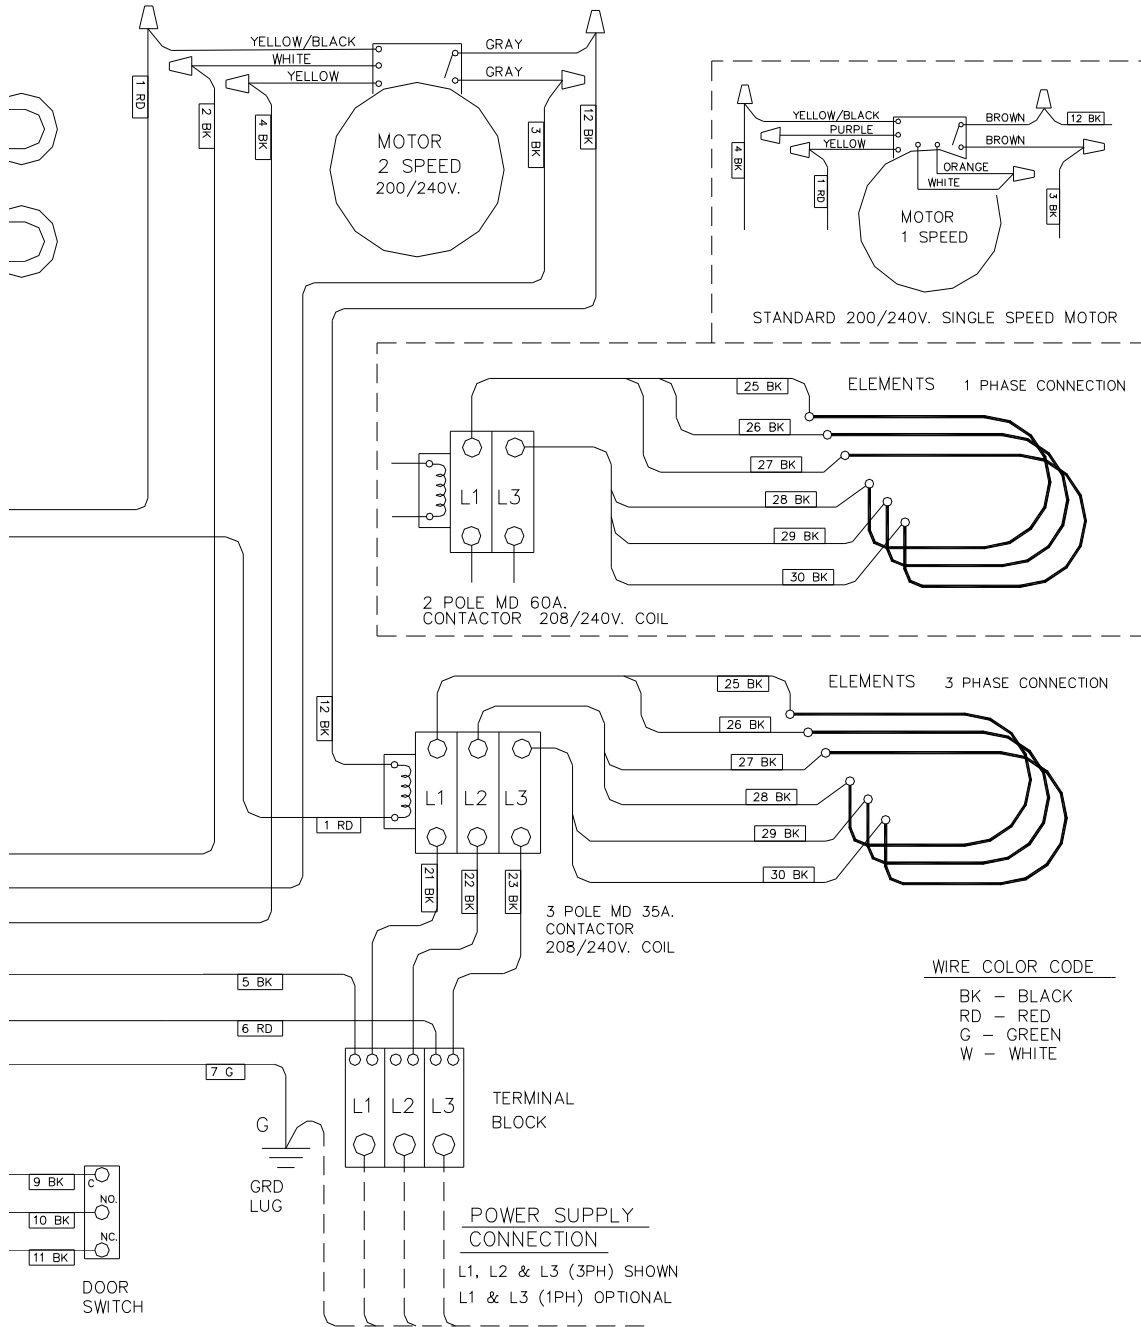 YELLOW/BLACK
WHITE
YELLOW
GRAY
GRAY
1 RD
2 BK
4 BK
3 BK
12 BK
MOTOR
2 SPEED
200/240V.
YELLOW/BLACK
PURPLE
YELLOW
BROWN
BROWN
12 BK
ORANGE
WHITE
4 BK
1 RD
3 BK
MOTOR
1 SPEED
STANDARD 200/240V. SINGLE SPEED MOTOR
ELEMENTS 1 PHASE CONNECTION
25 BK
26 BK
27 BK
28 BK
29 BK
30 BK
L1 L3
2 POLE MD 60A.
CONTACTOR 208/240V. COIL
ELEMENTS 3 PHASE CONNECTION
25 BK
26 BK
27 BK
28 BK
29 BK
30 BK
12 BK
L1 L2 L3
1 RD
21 BK
22 BK
23 BK
3 POLE MD 35A.
CONTACTOR
208/240V. COIL
WIRE COLOR CODE
BK – BLACK
RD – RED
G – GREEN
W – WHITE
5 BK
6 RD
7 G
L1 L2 L3
TERMINAL
BLOCK
G
GRD
LUG
9 BK
10 BK
11 BK
C
NO.
NC.
DOOR
SWITCH
POWER SUPPLY
CONNECTION
L1, L2 & L3 (3PH) SHOWN
L1 & L3 (1PH) OPTIONAL